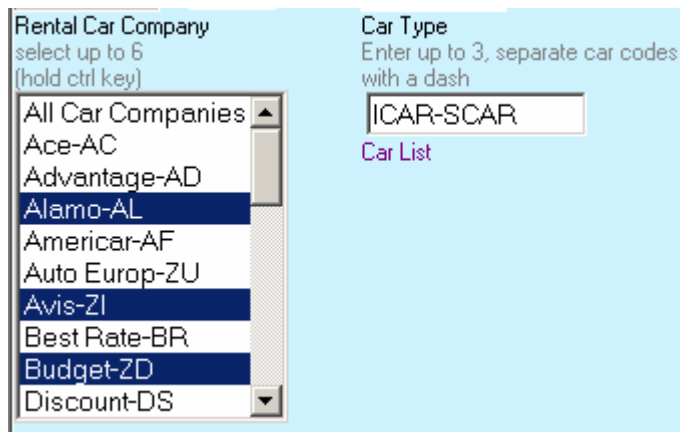 Rental Car Company
select up to 6
(hold ctrl key)
All Car Companies
Ace-AC
Advantage-AD
Alamo-AL
Americar-AF
Auto Europ-ZU
Avis-ZI
Best Rate-BR
Budget-ZD
Discount-DS
Car Type
Enter up to 3, separate car codes
with a dash
ICAR-SCAR
Car List